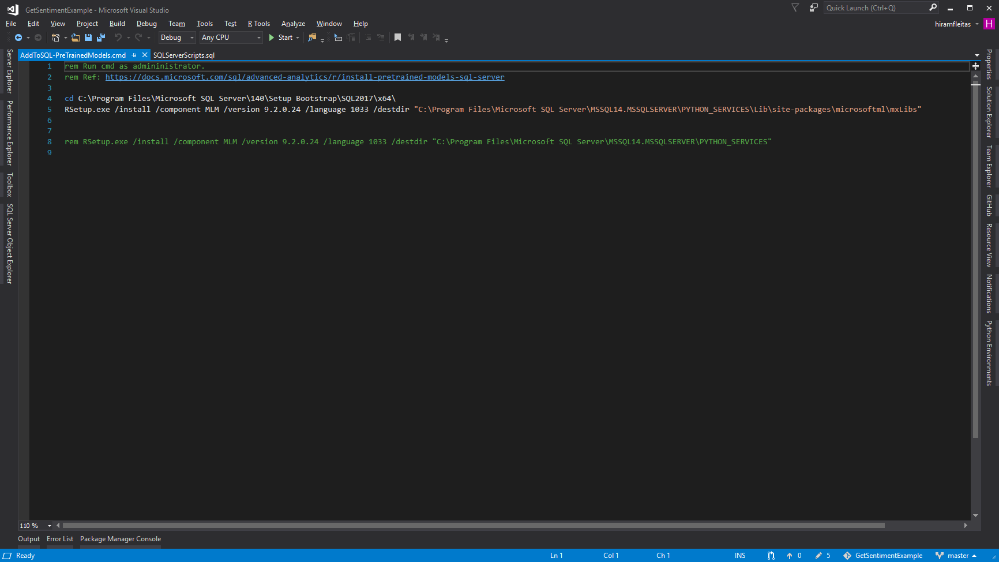 GetSentimentExample - Microsoft Visual Studio
Quick Launch (Ctrl+Q)
File Edit View Project Build Debug Team Tools Test R Tools Analyze Window Help
hiramfleitas H
Debug Any CPU Start
AddToSQL-PreTrainedModels.cmd SQLServerScripts.sql
1 rem Run cmd as admininistrator.
2 rem Ref: https://docs.microsoft.com/sql/advanced-analytics/r/install-pretrained-models-sql-server
3
4 cd C:\Program Files\Microsoft SQL Server\140\Setup Bootstrap\SQL2017\x64\
5 RSetup.exe /install /component MLM /version 9.2.0.24 /language 1033 /destdir "C:\Program Files\Microsoft SQL Server\MSSQL14.MSSQLSERVER\PYTHON_SERVICES\Lib\site-packages\microsoftml\mxLibs"
6
7
8 rem RSetup.exe /install /component MLM /version 9.2.0.24 /language 1033 /destdir "C:\Program Files\Microsoft SQL Server\MSSQL14.MSSQLSERVER\PYTHON_SERVICES"
9
Server Explorer
Performance Explorer
Toolbox
SQL Server Object Explorer
Properties
Solution Explorer
Team Explorer
GitHub
Resource View
Notifications
Python Environments
110 %
Output Error List Package Manager Console
Ready Ln 1 Col 1 Ch 1 INS 0 5 GetSentimentExample master